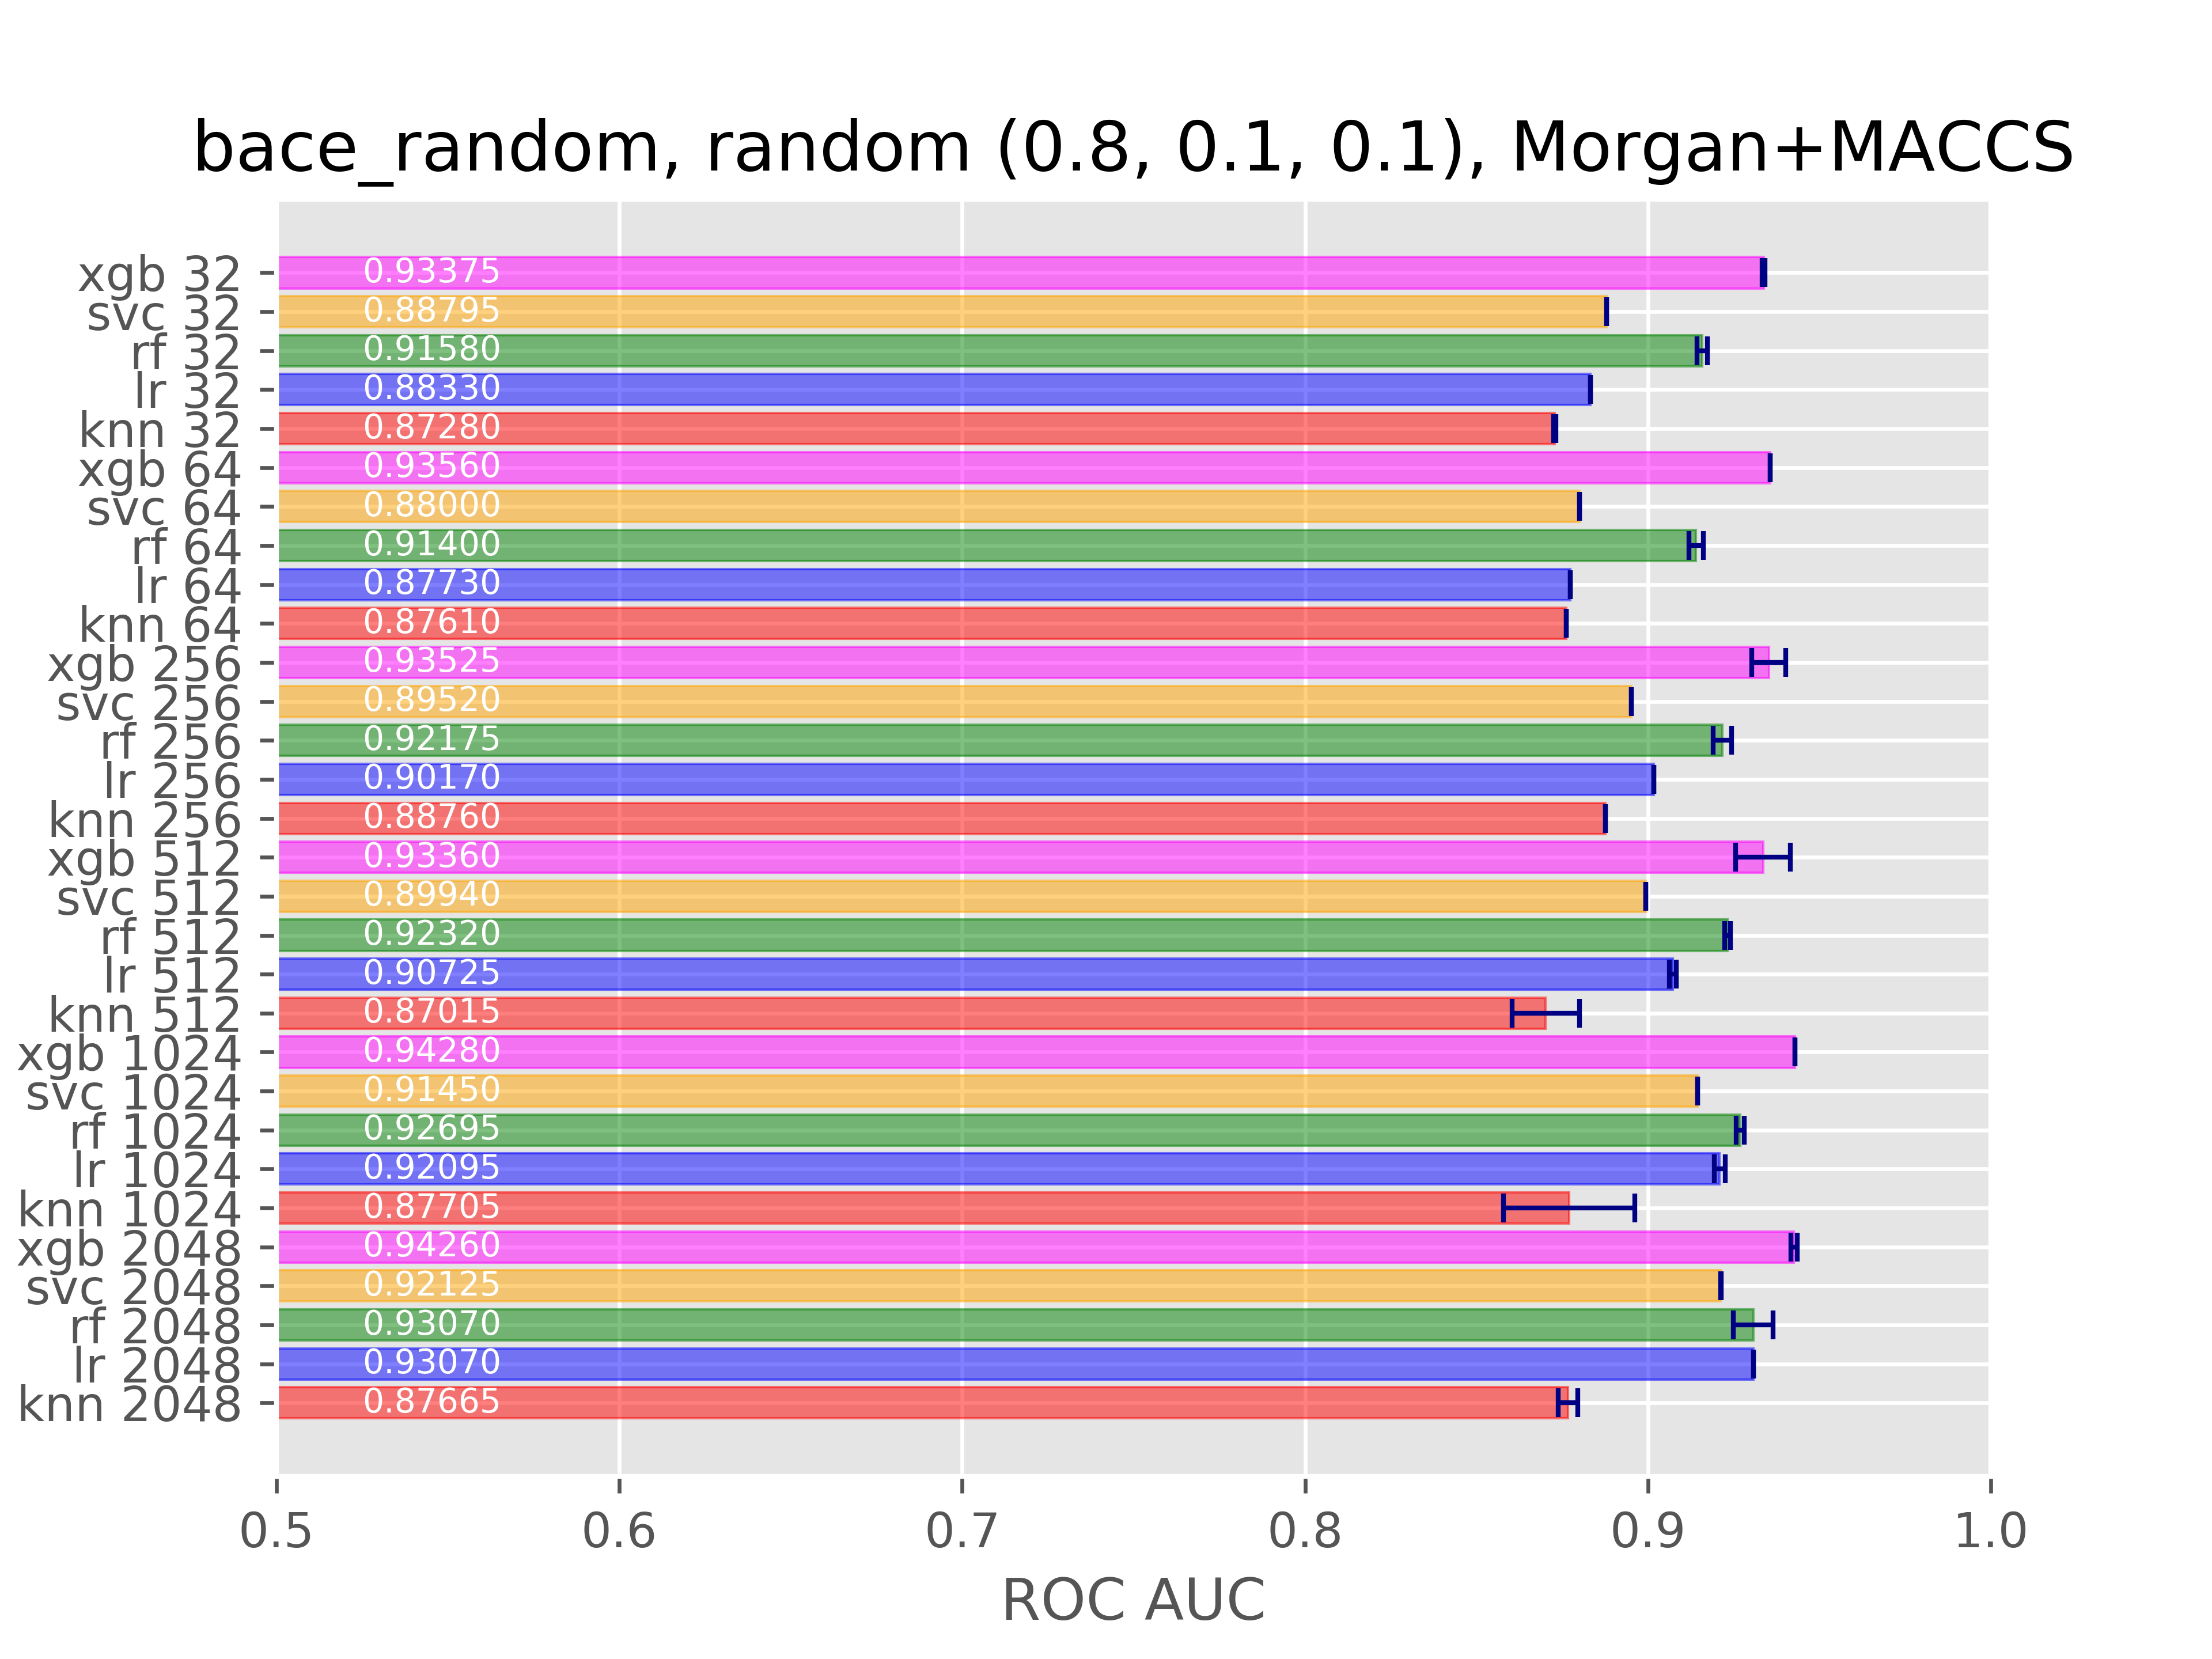 bace_random, random (0.8, 0.1, 0.1), Morgan+MACCS
xgb 32 0.93375
svc 32 0.88795
rf 32 0.91580
lr 32 0.88330
knn 32 0.87280
xgb 64 0.93560
svc 64 0.88000
rf 64 0.91400
lr 64 0.87730
knn 64 0.87610
xgb 256 0.93525
svc 256 0.89520
rf 256 0.92175
lr 256 0.90170
knn 256 0.88760
xgb 512 0.93360
svc 512 0.89940
rf 512 0.92320
lr 512 0.90725
knn 512 0.87015
xgb 1024 0.94280
svc 1024 0.91450
rf 1024 0.92695
lr 1024 0.92095
knn 1024 0.87705
xgb 2048 0.94260
svc 2048 0.92125
rf 2048 0.93070
lr 2048 0.93070
knn 2048 0.87665
0.5 0.6 0.7 0.8 0.9 1.0
ROC AUC